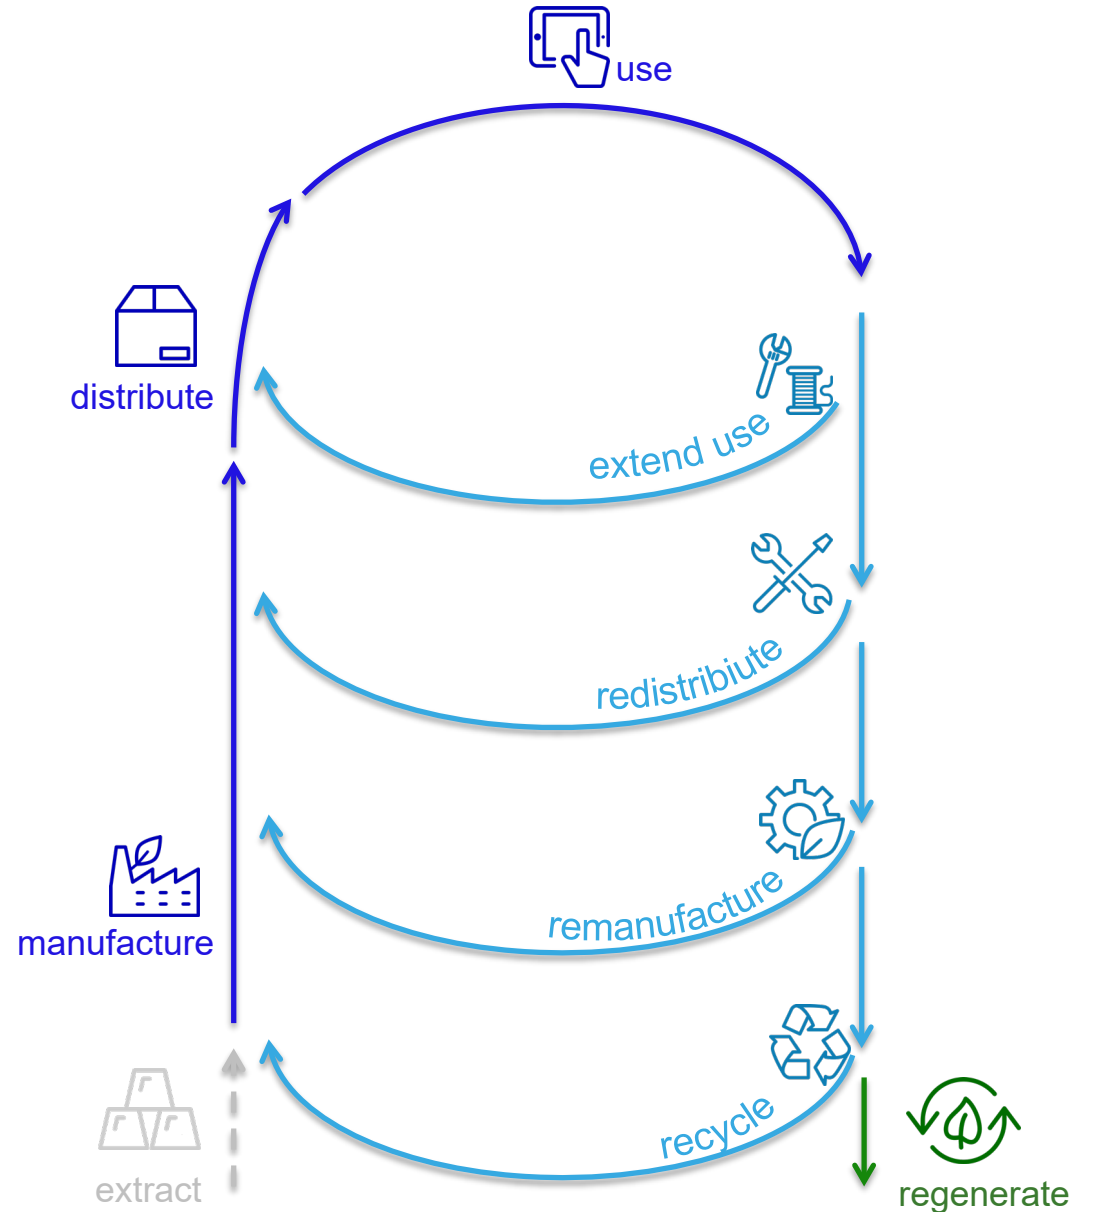 use
distribute
extend use
redistribiute
remanufacture
manufacture
recycle
extract
regenerate